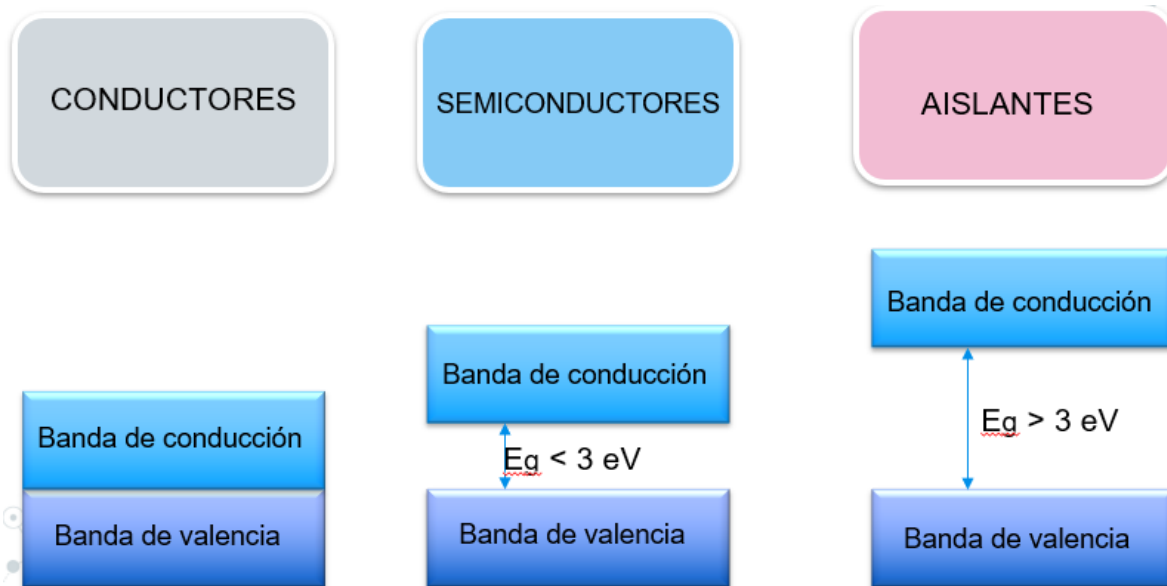 CONDUCTORES
SEMICONDUCTORES
AISLANTES
Banda de conducción
Banda de valencia
Banda de conducción
Eg < 3 eV
Banda de valencia
Banda de conducción
Eg > 3 eV
Banda de valencia